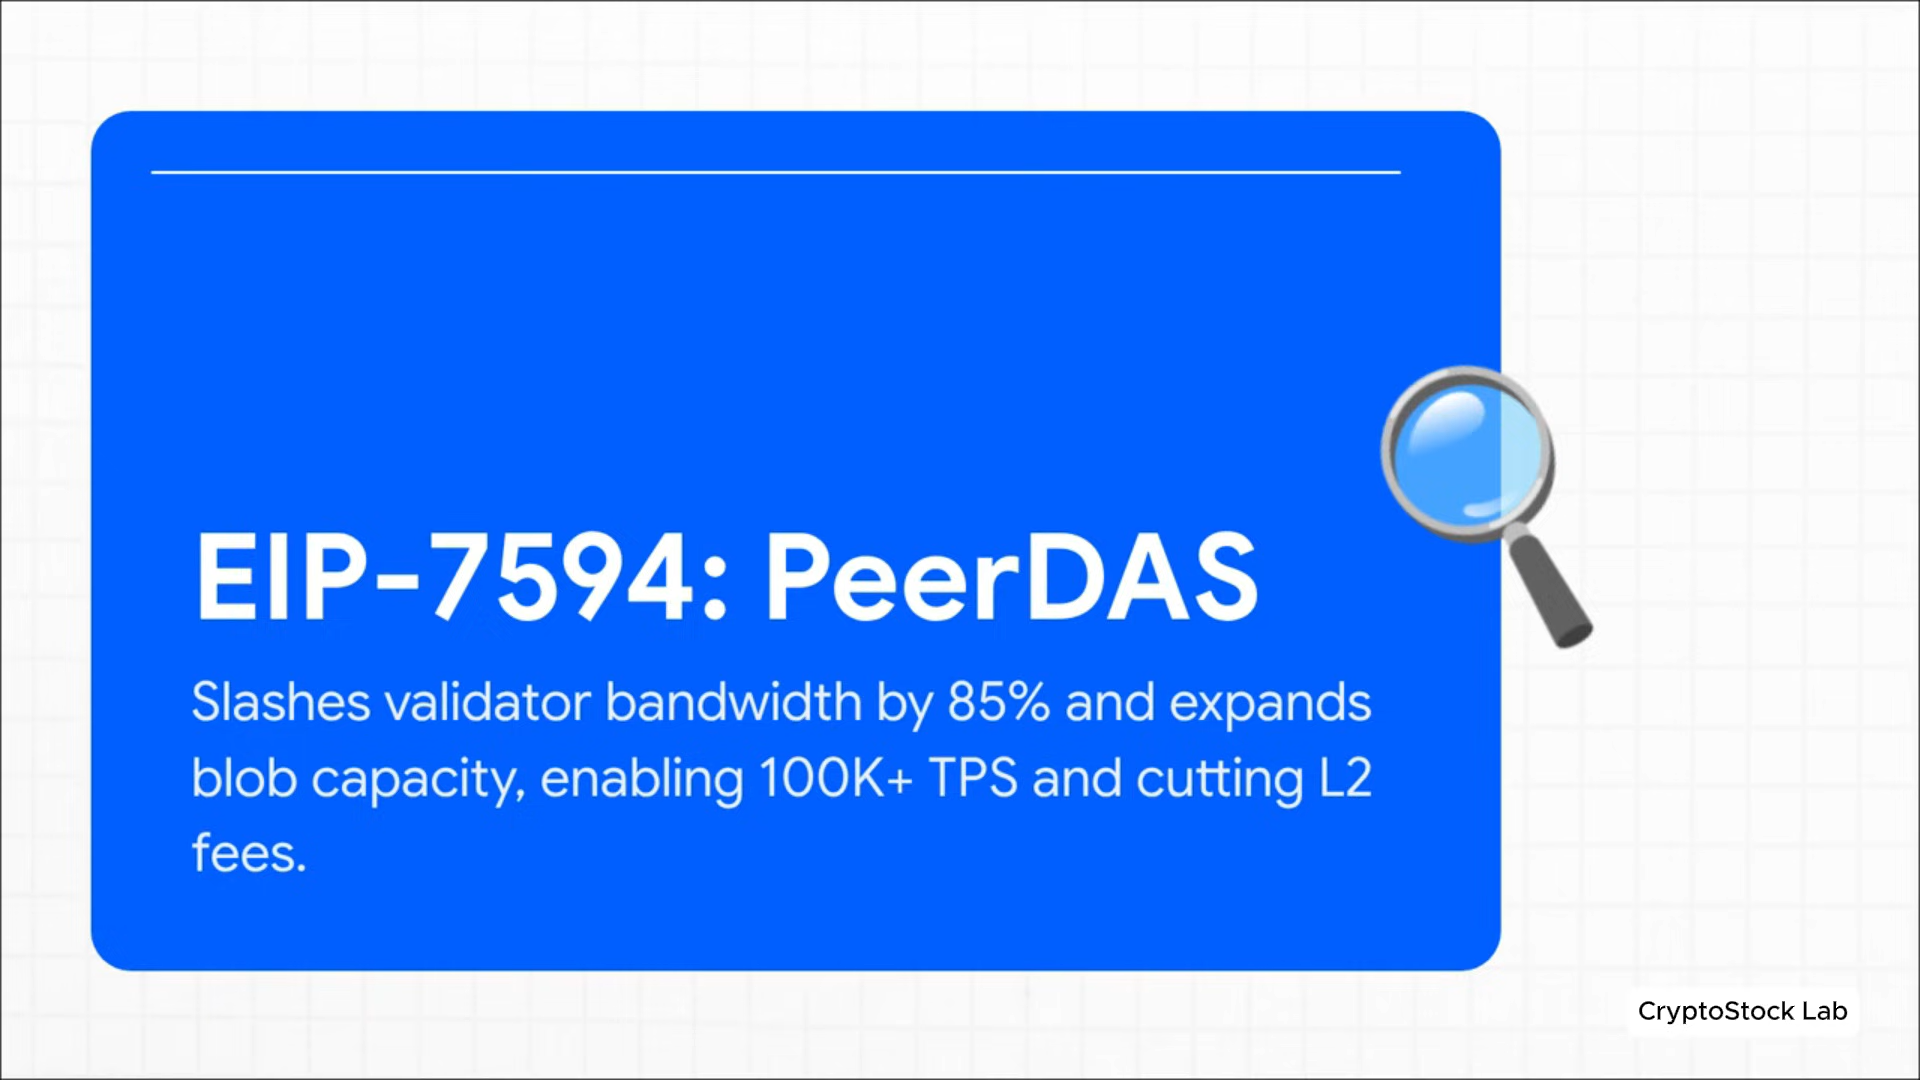 EIP-7594: PeerDAS
Slashes validator bandwidth by 85% and expands
blob capacity, enabling 100K+ TPS and cutting L2
fees.
CryptoStock Lab